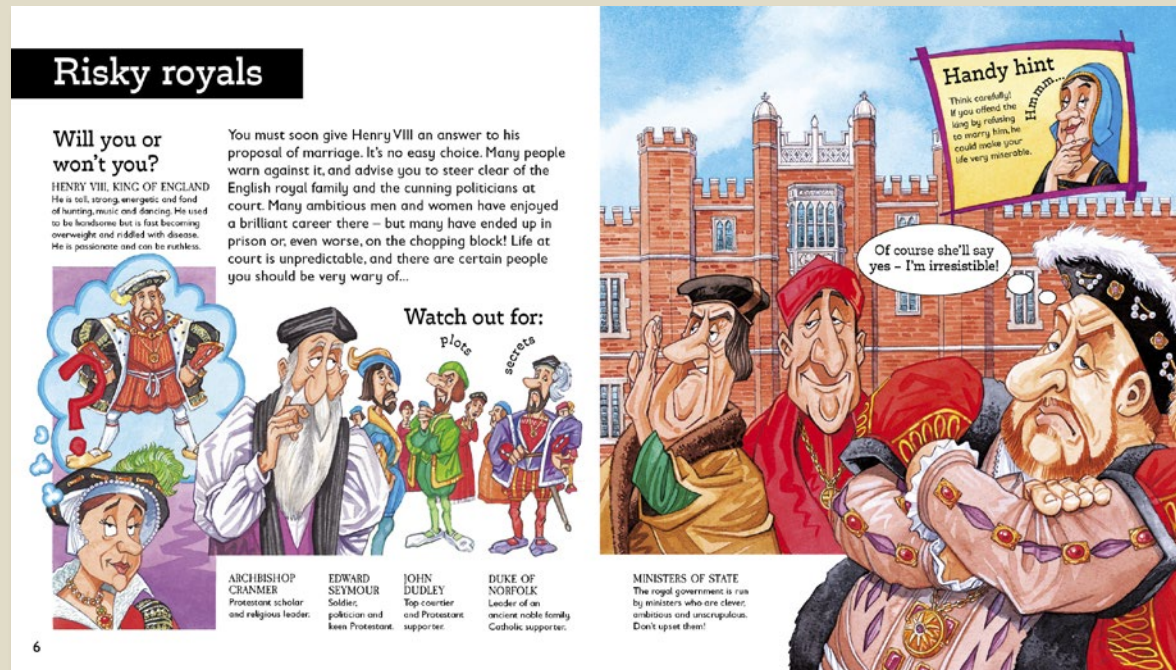 Risky royals
Will you or
won't you?
HENRY VIII, KING OF ENGLAND
He is tall, strong, energetic and fond
of hunting, music and dancing. He used
to be handsome but is fast becoming
overweight and riddled with disease.
He is passionate and can be ruthless.
You must soon give Henry VIII an answer to his
proposal of marriage. It's no easy choice. Many people
warn against it, and advise you to steer clear of the
English royal family and the cunning politicians at
court. Many ambitious men and women have enjoyed
a brilliant career there – but many have ended up in
prison or, even worse, on the chopping block! Life at
court is unpredictable, and there are certain people
you should be very wary of...
Watch out for:
plots
secrets
?
ARCHBISHOP
CRANMER
Protestant scholar
and religious leader.
EDWARD
SEYMOUR
Soldier,
politician and
keen Protestant.
JOHN
DUDLEY
Top courtier
and Protestant
supporter.
DUKE OF
NORFOLK
Leader of an
ancient noble family.
Catholic supporter.
6
Handy hint
Think carefully!
If you offend the
king by refusing
to marry him, he
could make your
life very miserable.
Hmmm...
Of course she'll say
yes – I'm irresistible!
MINISTERS OF STATE
The royal government is run
by ministers who are clever,
ambitious and unscrupulous.
Don't upset them!